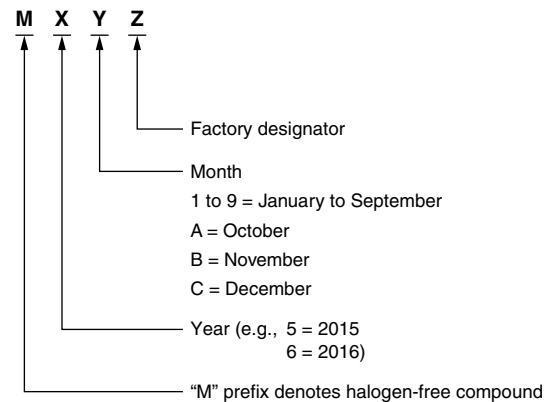 M X Y Z
Factory designator
Month
1 to 9 = January to September
A = October
B = November
C = December
Year (e.g., 5 = 2015
6 = 2016)
“M” prefix denotes halogen-free compound